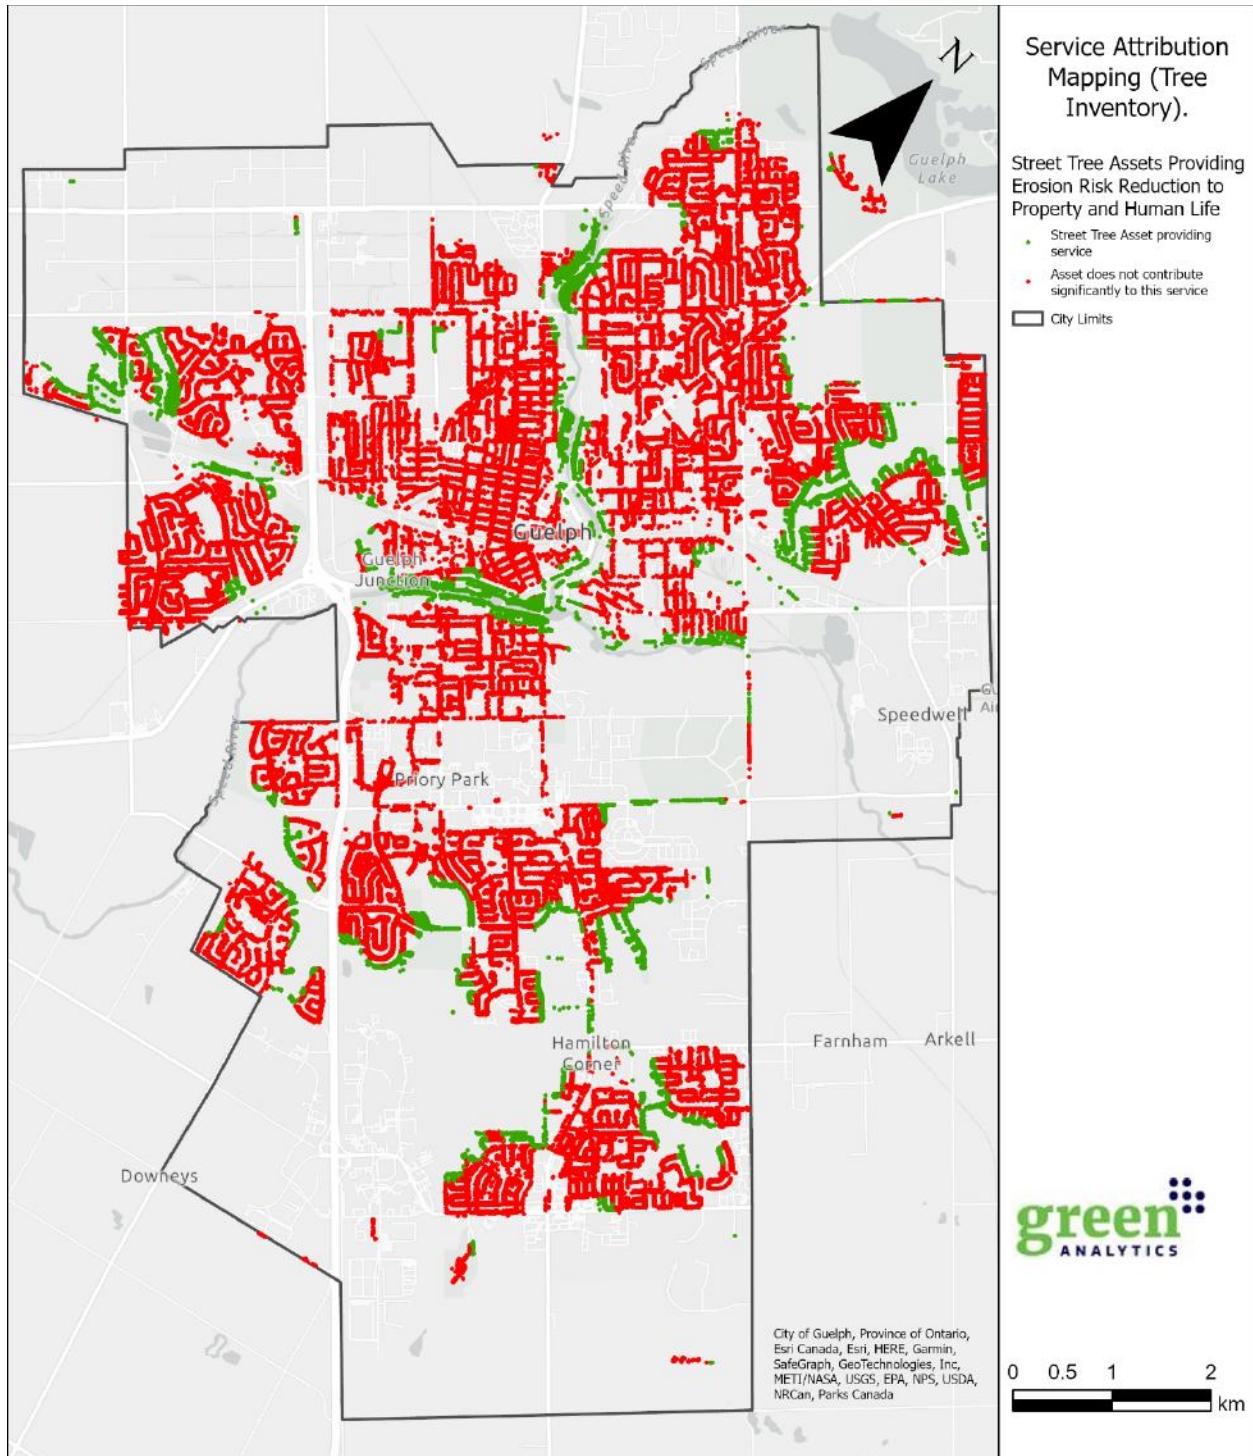 Service Attribution
Mapping (Tree
Inventory).
Street Tree Assets Providing
Erosion Risk Reduction to
Property and Human Life
Street Tree Asset providing
service
Asset does not contribute
significantly to this service
City Limits
N
Speed River
Speed River
Guelph
Lake
Guelph
Guelph
Junction
Speed River
Speedwell
Priory Park
Hamilton
Corner
Farnham
Arkell
Downeys
green
ANALYTICS
City of Guelph, Province of Ontario,
Esri Canada, Esri, HERE, Garmin,
SafeGraph, GeoTechnologies, Inc,
METI/NASA, USGS, EPA, NPS, USDA,
NRCan, Parks Canada
0 0.5 1 2
km